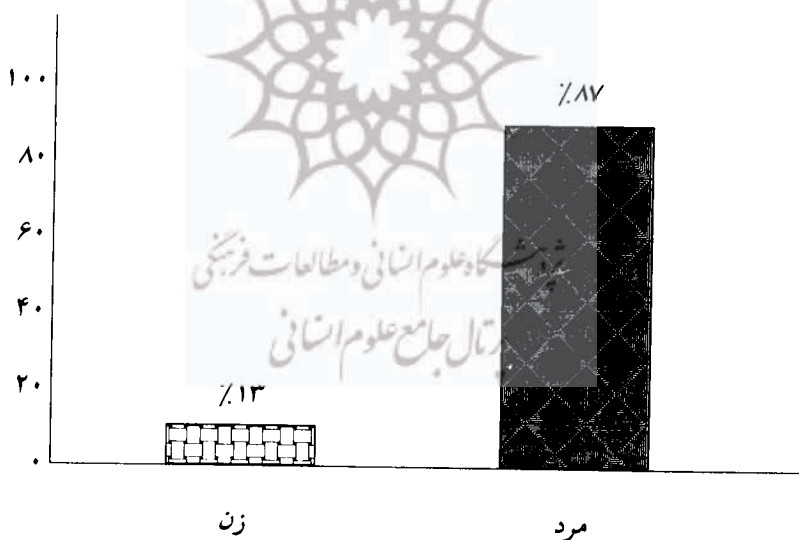 ۱۰۰
٪۸۷
۸۰
۶۰
پژوهشگاه علوم انسانی و مطالعات فرهنگی
۴۰
پرتال جامع علوم انسانی
۲۰
٪۱۳
۰
زن
مرد